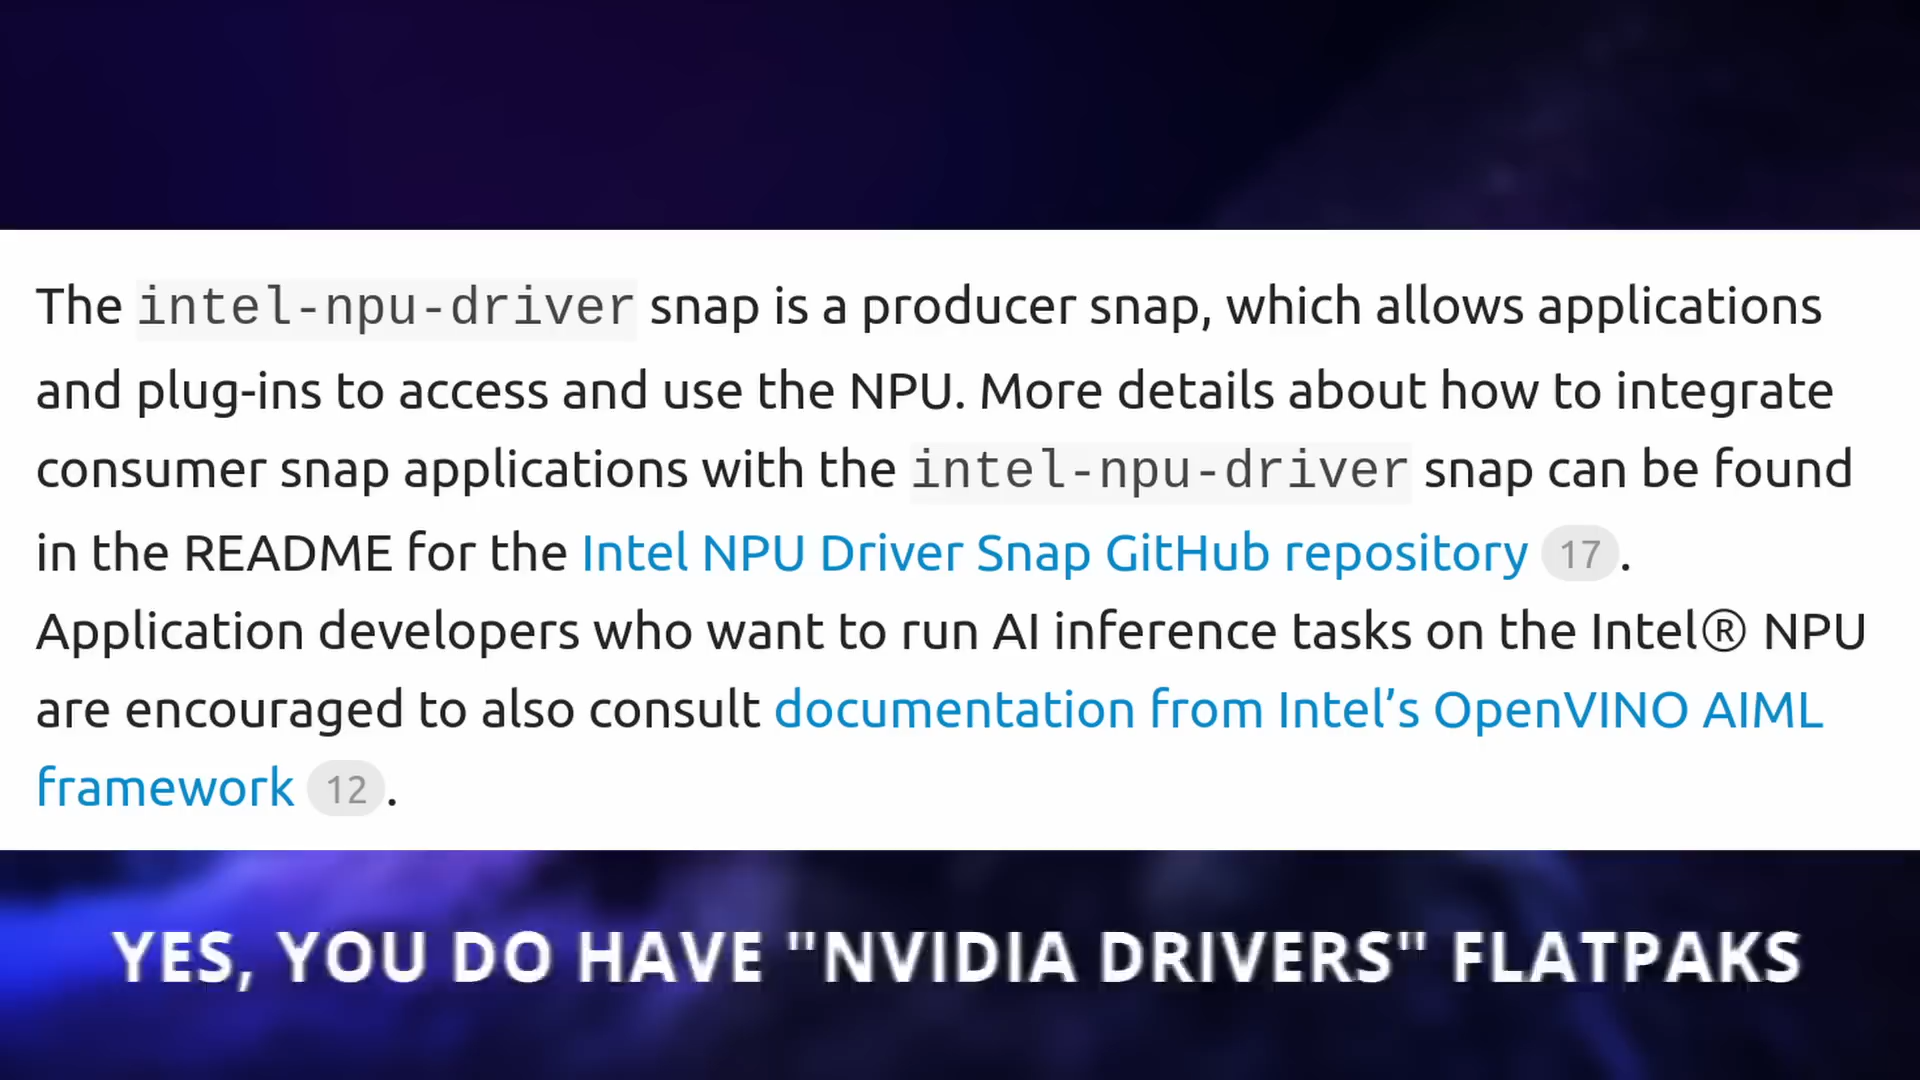 The intel-npu-driver snap is a producer snap, which allows applications
and plug-ins to access and use the NPU. More details about how to integrate
consumer snap applications with the intel-npu-driver snap can be found
in the README for the Intel NPU Driver Snap GitHub repository 17.
Application developers who want to run AI inference tasks on the Intel® NPU
are encouraged to also consult documentation from Intel’s OpenVINO AIML
framework 12.
YES, YOU DO HAVE "NVIDIA DRIVERS" FLATPAKS